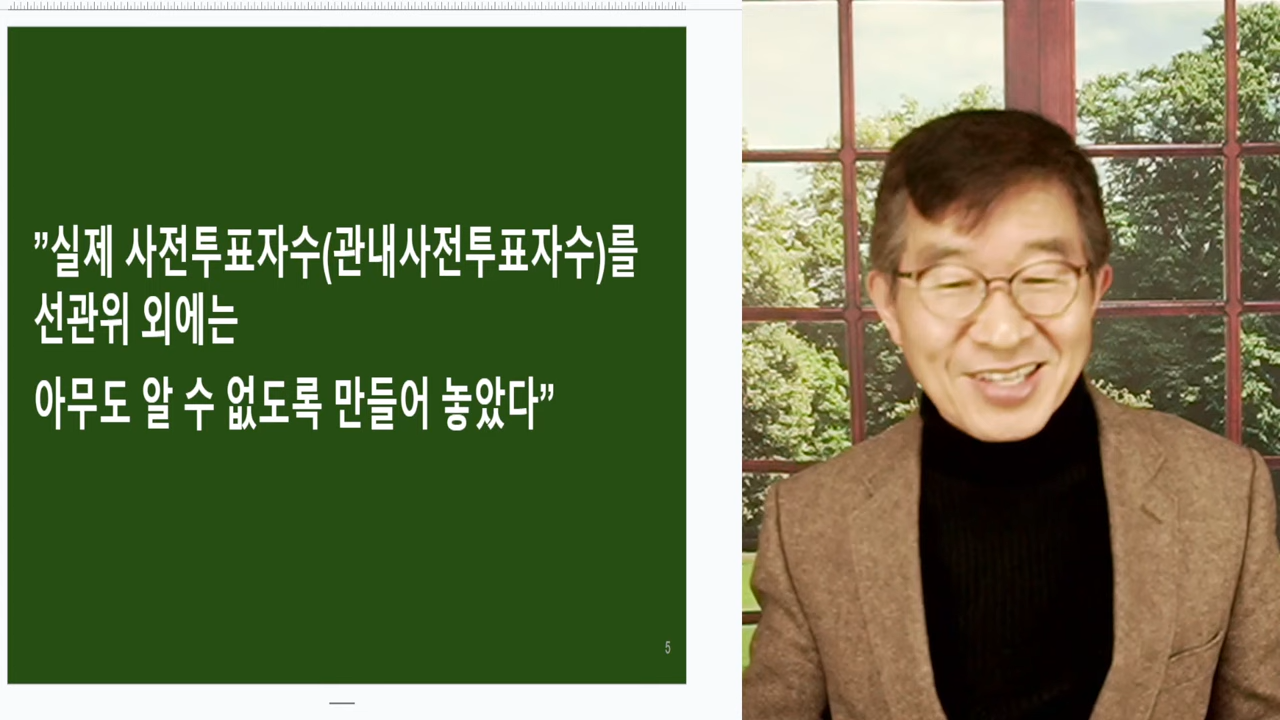 ”실제 사전투표자수(관내사전투표자수)를
선관위 외에는
아무도 알 수 없도록 만들어 놓았다”
5